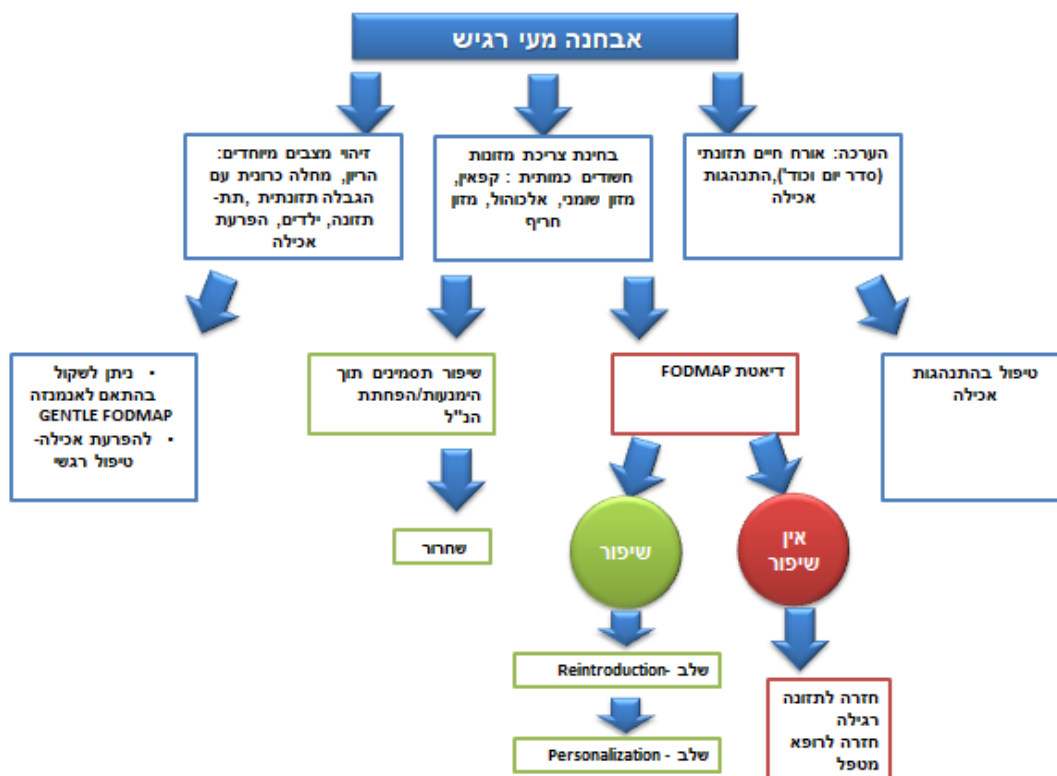 אבחנה מעי רגיש
הערכה: אורח חיים תזונתי
(סדר יום וכוד'),התנהגות
אכילה
בחינת צריכת מזונות
חשודים כמותית : קפאין,
מזון שומני, אלכוהול, מזון
חריף
זיהוי מצבים מיוחדים:
הריון, מחלה כרונית עם
הגבלה תזונתית ,תת-
תזונה, ילדים, הפרעת
אכילה
טיפול בהתנהגות
אכילה
דיאטת FODMAP
שיפור תסמינים תוך
הימנעות/הפחתת
הנ"ל
• ניתן לשקול
בהתאם לאנמנזה
GENTLE FODMAP
• להפרעת אכילה-
טיפול רגשי
אין
שיפור
שיפור
שחרור
שלב -Reintroduction
שלב - Personalization
חזרה לתזונה
רגילה
חזרה לרופא
מטפל